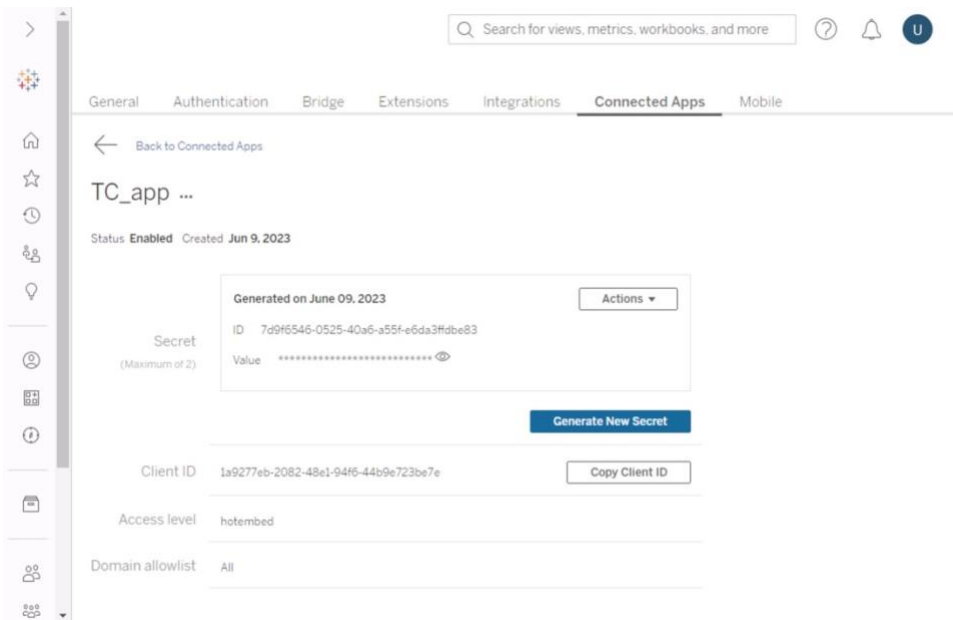 Search for views, metrics, workbooks, and more
U
General Authentication Bridge Extensions Integrations Connected Apps Mobile
Back to Connected Apps
TC_app ...
Status Enabled Created Jun 9, 2023
Generated on June 09, 2023
Actions
Secret
(Maximum of 2)
ID 7d9f6546-0525-40a6-a55f-e6da3ffdbe83
Value ****************************
Generate New Secret
Client ID 1a9277eb-2082-48e1-94f6-44b9e723be7e
Copy Client ID
Access level hotembed
Domain allowlist All